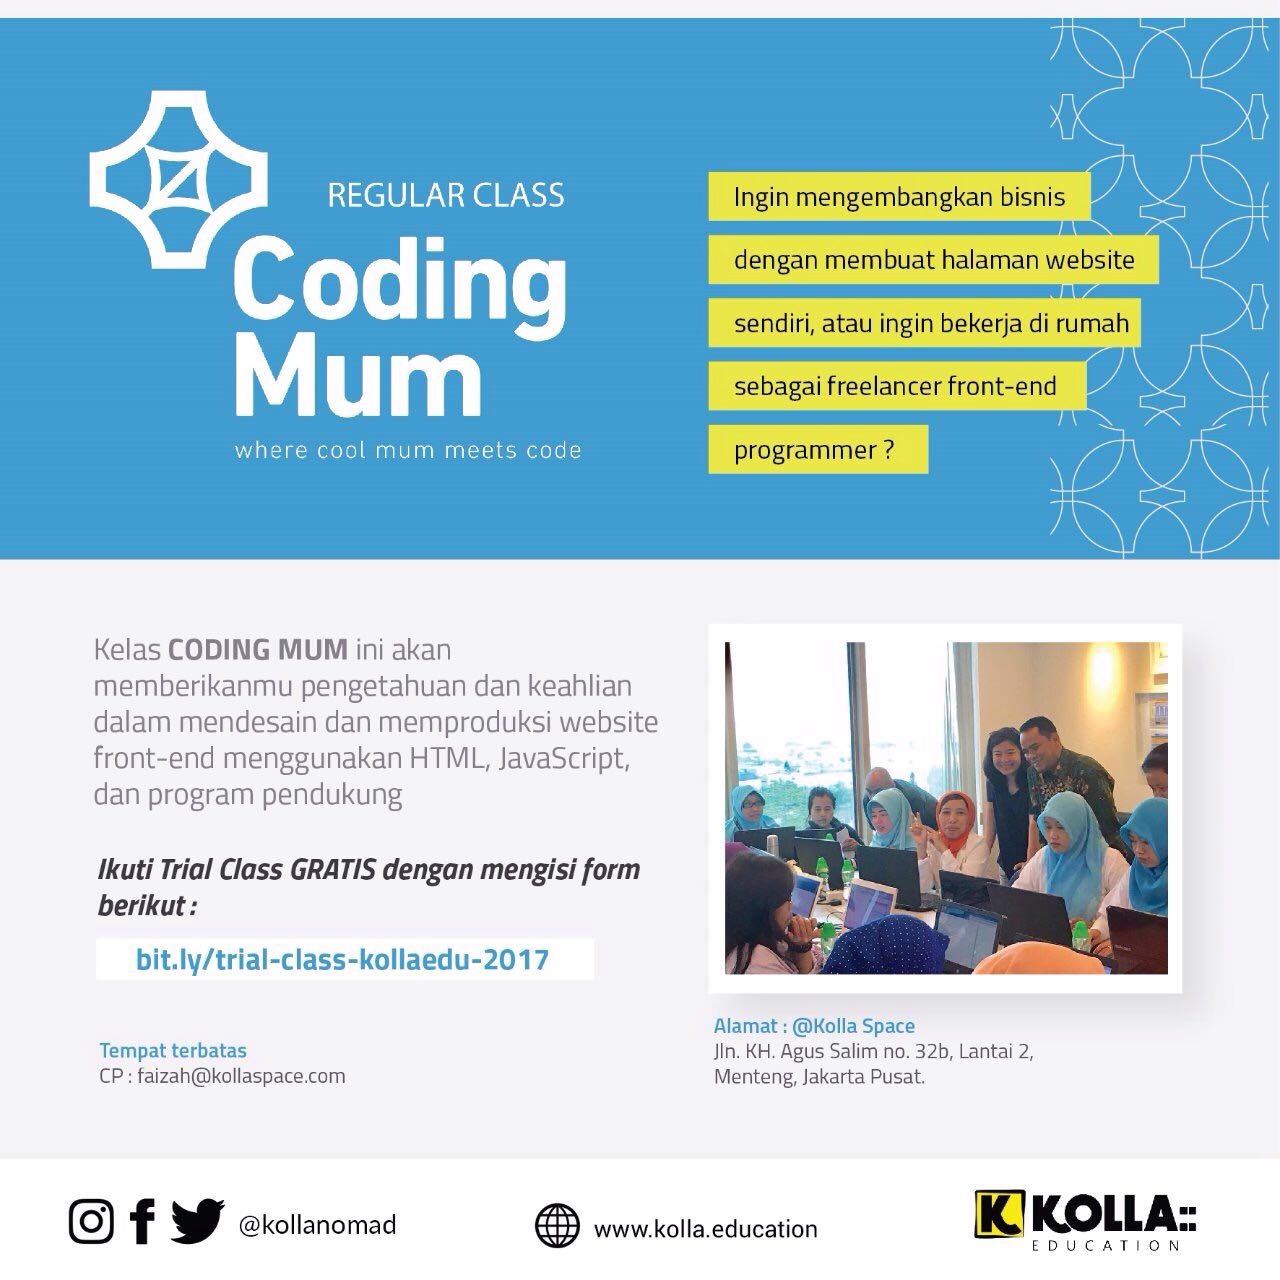 REGULAR CLASS
Coding
Mum
where cool mum meets code
Ingin mengembangkan bisnis
dengan membuat halaman website
sendiri, atau ingin bekerja di rumah
sebagai freelancer front-end
programmer ?
Kelas CODING MUM ini akan
memberikanmu pengetahuan dan keahlian
dalam mendesain dan memproduksi website
front-end menggunakan HTML, JavaScript,
dan program pendukung
Ikuti Trial Class GRATIS dengan mengisi form
berikut :
bit.ly/trial-class-kollaedu-2017
Tempat terbatas
CP : faizah@kollaspace.com
Alamat : @Kolla Space
Jln. KH. Agus Salim no. 32b, Lantai 2,
Menteng, Jakarta Pusat.
@kollanomad
www.kolla.education
K KOLLA::
EDUCATION